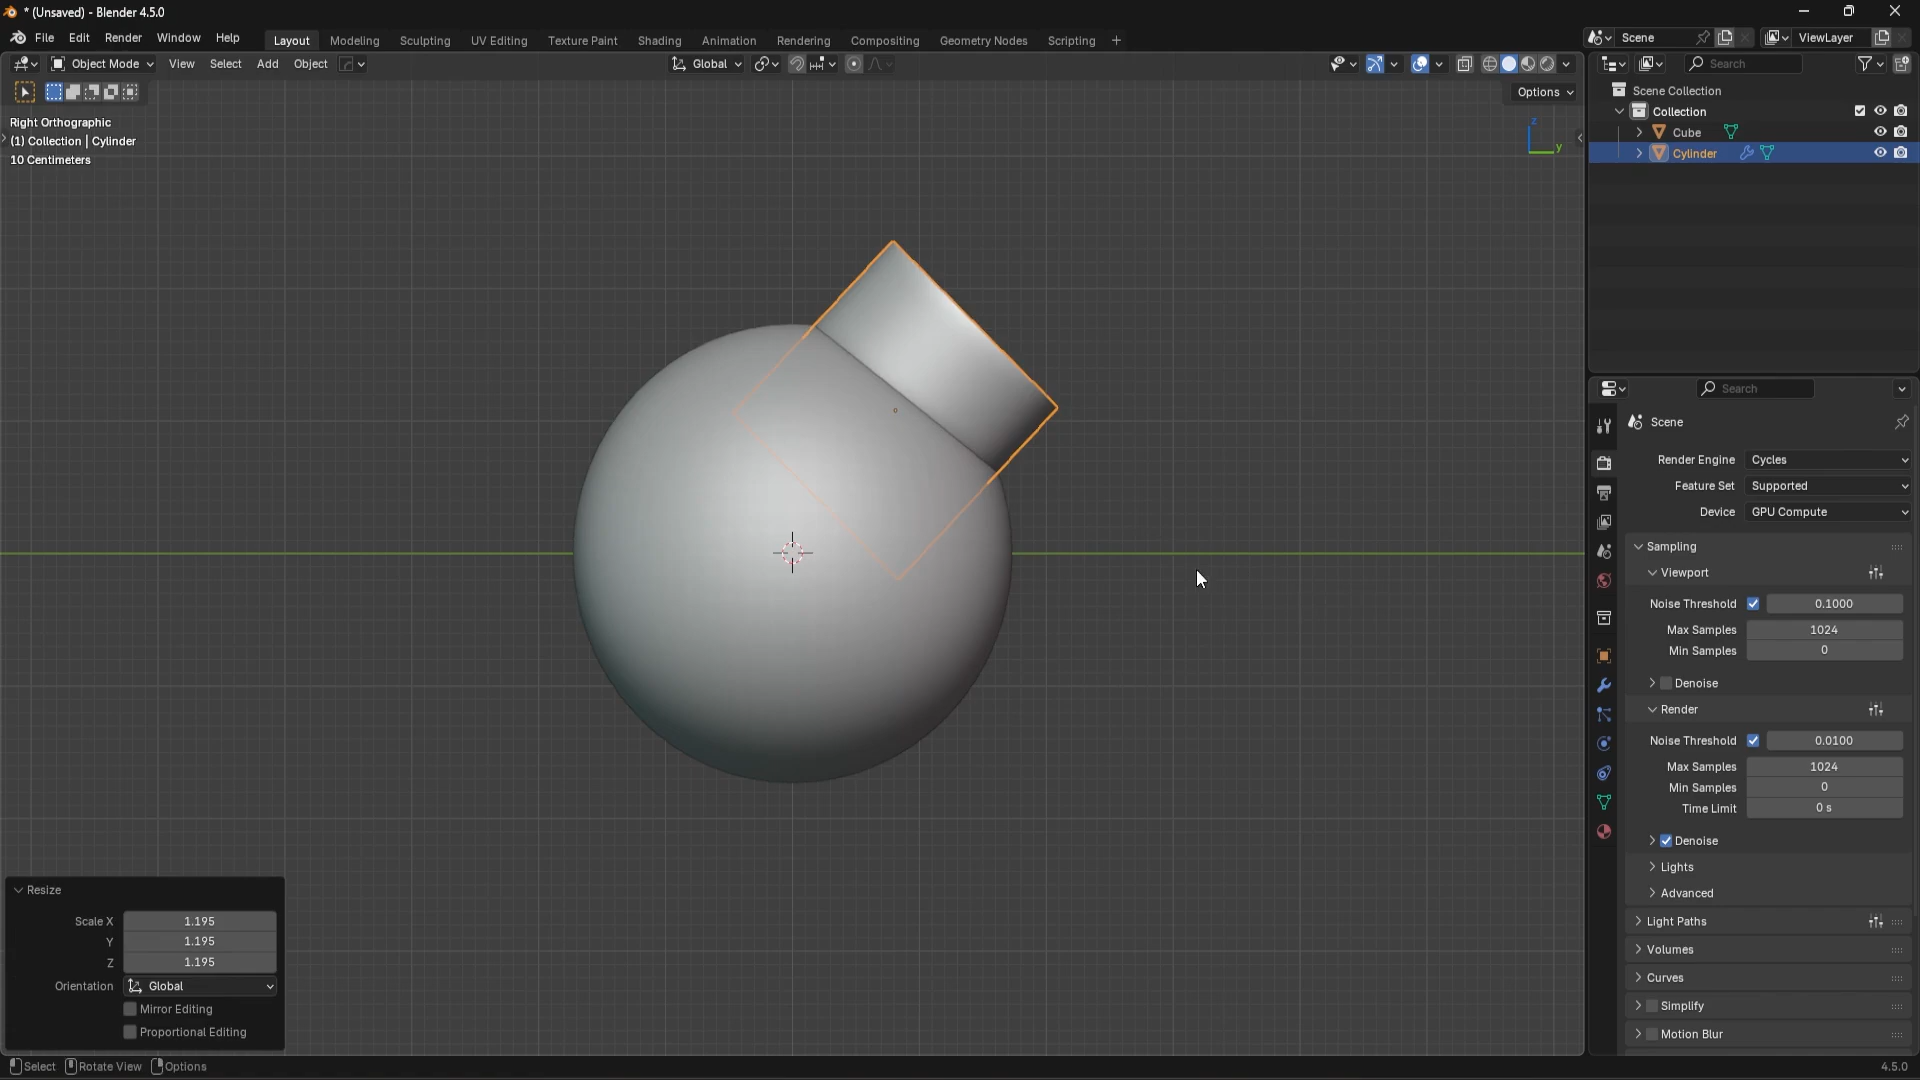 * (Unsaved) - Blender 4.5.0
File Edit Render Window Help
Layout Modeling Sculpting UV Editing Texture Paint Shading Animation Rendering Compositing Geometry Nodes Scripting +
Scene
ViewLayer
Object Mode View Select Add Object
Global
Search
Options
Right Orthographic
(1) Collection | Cylinder
10 Centimeters
z
y
Scene Collection
Collection
Cube
Cylinder
Search
Scene
Render Engine Cycles
Feature Set Supported
Device GPU Compute
Sampling
Viewport
Noise Threshold 0.1000
Max Samples 1024
Min Samples 0
Denoise
Render
Noise Threshold 0.0100
Max Samples 1024
Min Samples 0
Time Limit 0 s
Denoise
Lights
Advanced
Light Paths
Volumes
Curves
Simplify
Motion Blur
Resize
Scale X 1.195
Y 1.195
Z 1.195
Orientation Global
Mirror Editing
Proportional Editing
Select Rotate View Options
4.5.0